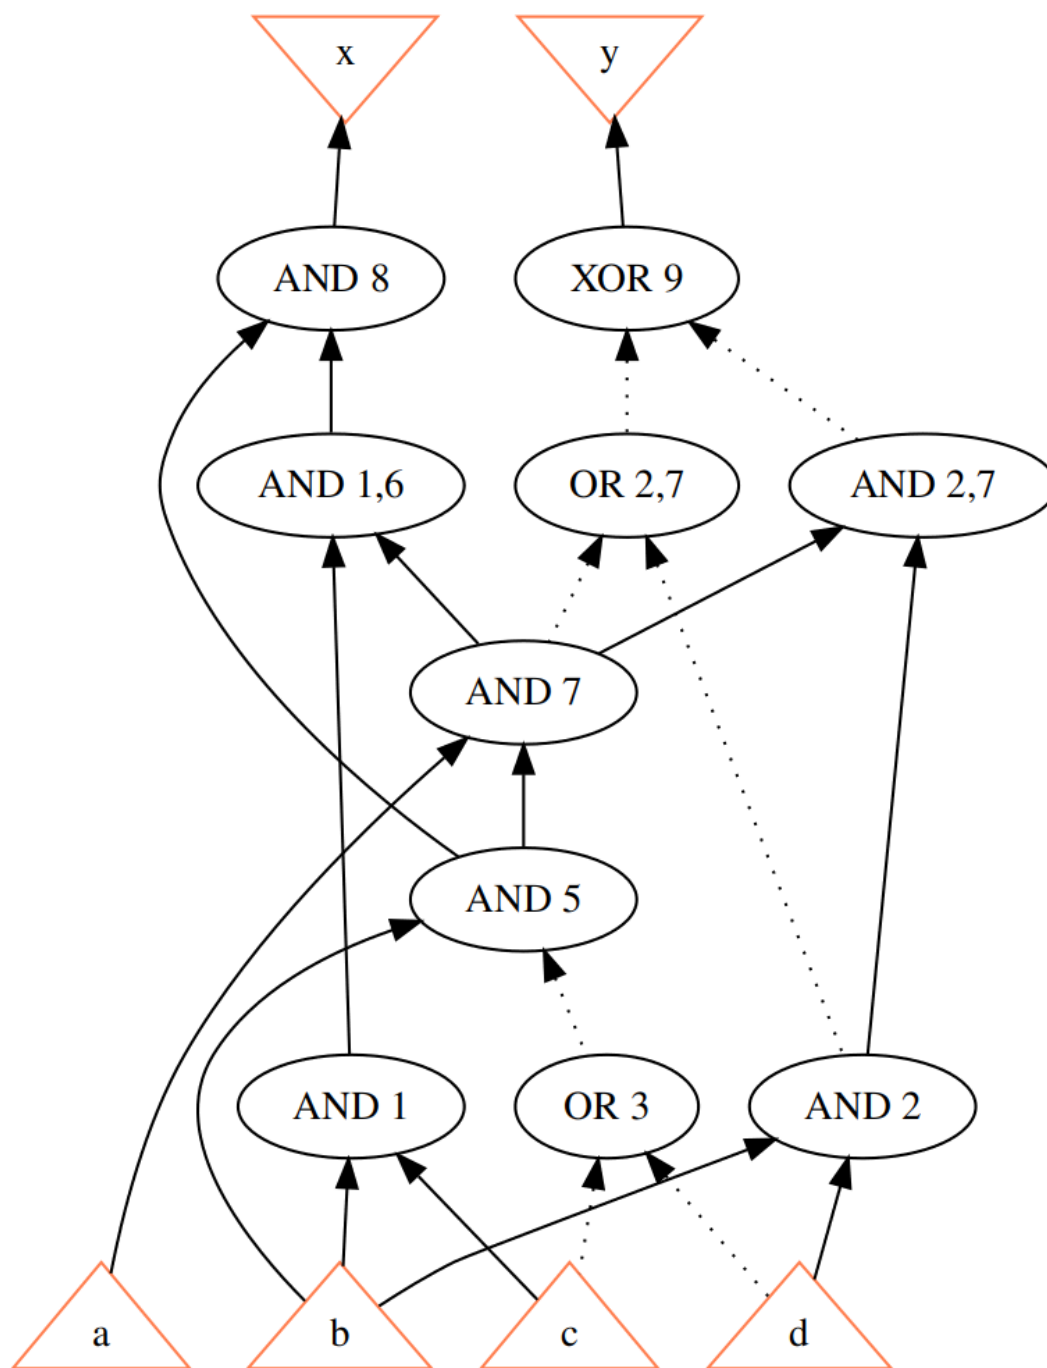 x
y
AND 8
XOR 9
AND 1,6
OR 2,7
AND 2,7
AND 7
AND 5
AND 1
OR 3
AND 2
a
b
c
d